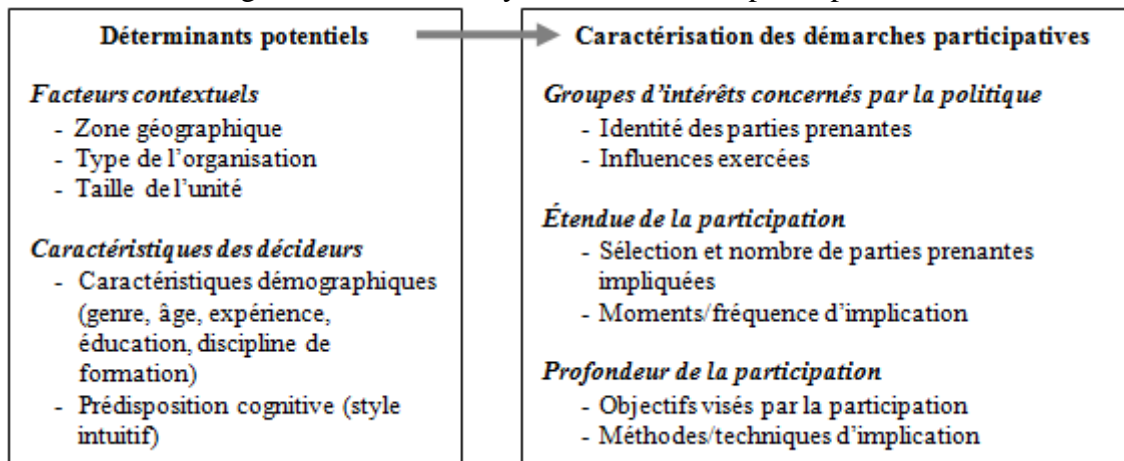 Déterminants potentiels
Facteurs contextuels
- Zone géographique
- Type de l'organisation
- Taille de l'unité
Caractéristiques des décideurs
- Caractéristiques démographiques
(genre, âge, expérience,
éducation, discipline de
formation)
- Prédisposition cognitive (style
intuitif)
Caractérisation des démarches participatives
Groupes d'intérêts concernés par la politique
- Identité des parties prenantes
- Influences exercées
Étendue de la participation
- Sélection et nombre de parties prenantes
impliquées
- Moments/fréquence d'implication
Profondeur de la participation
- Objectifs visés par la participation
- Méthodes/techniques d'implication